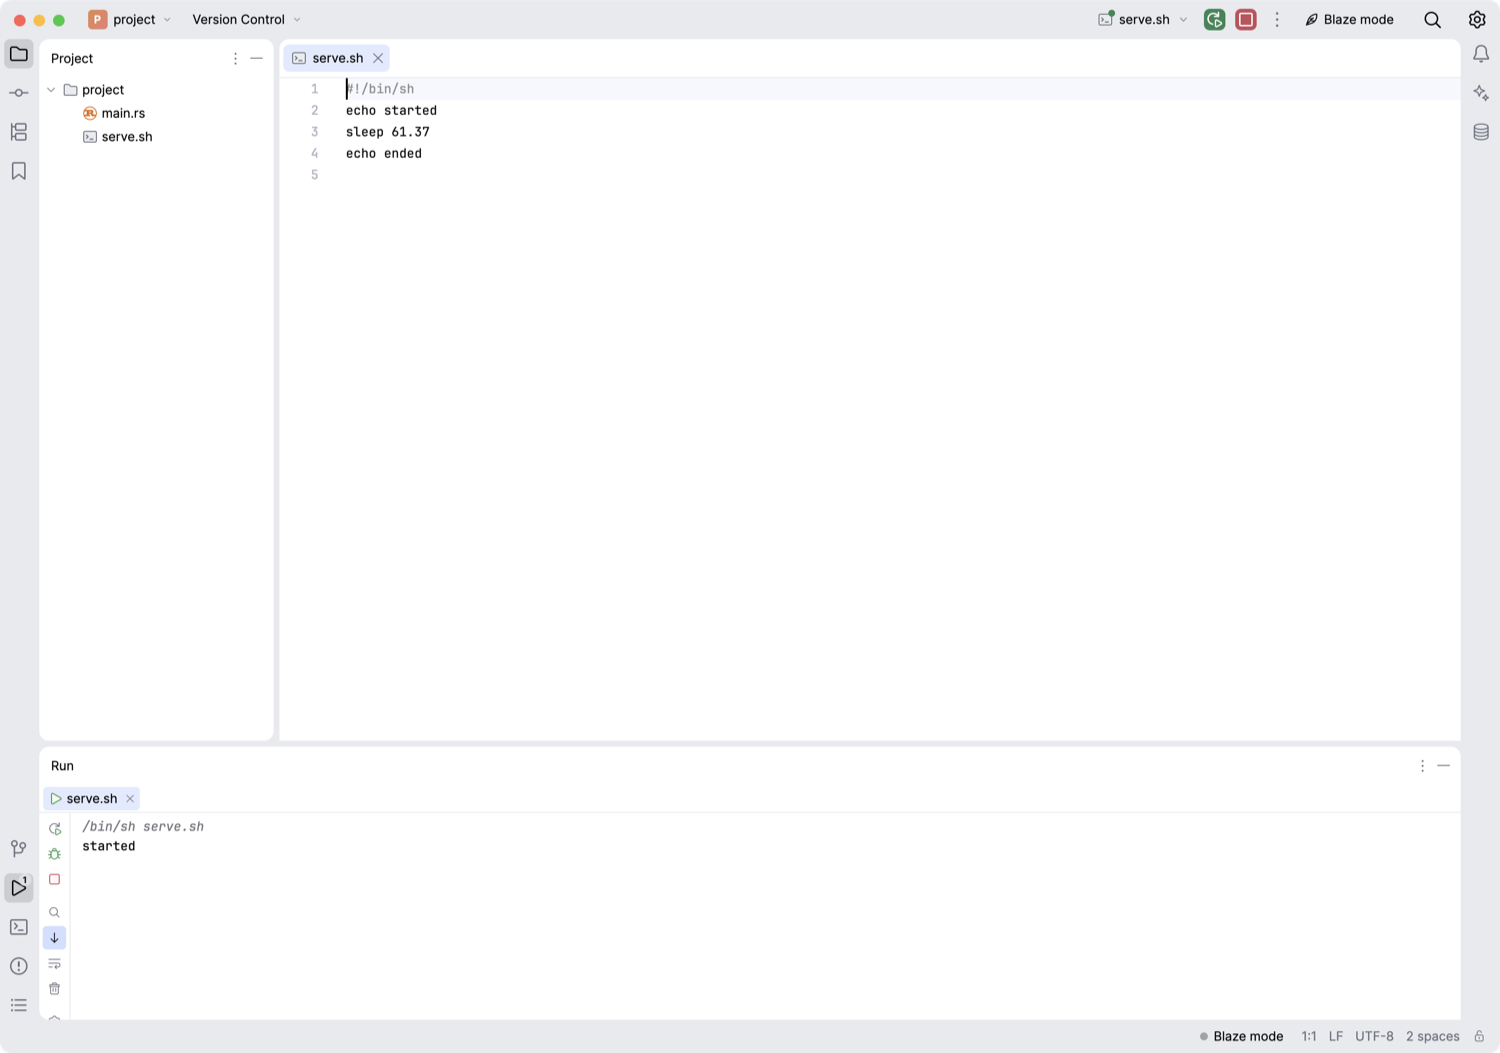 P project Version Control serve.sh Blaze mode
Project
serve.sh
project
main.rs
serve.sh
1 #!/bin/sh
2 echo started
3 sleep 61.37
4 echo ended
5
Run
serve.sh
/bin/sh serve.sh
started
1
Blaze mode 1:1 LF UTF-8 2 spaces